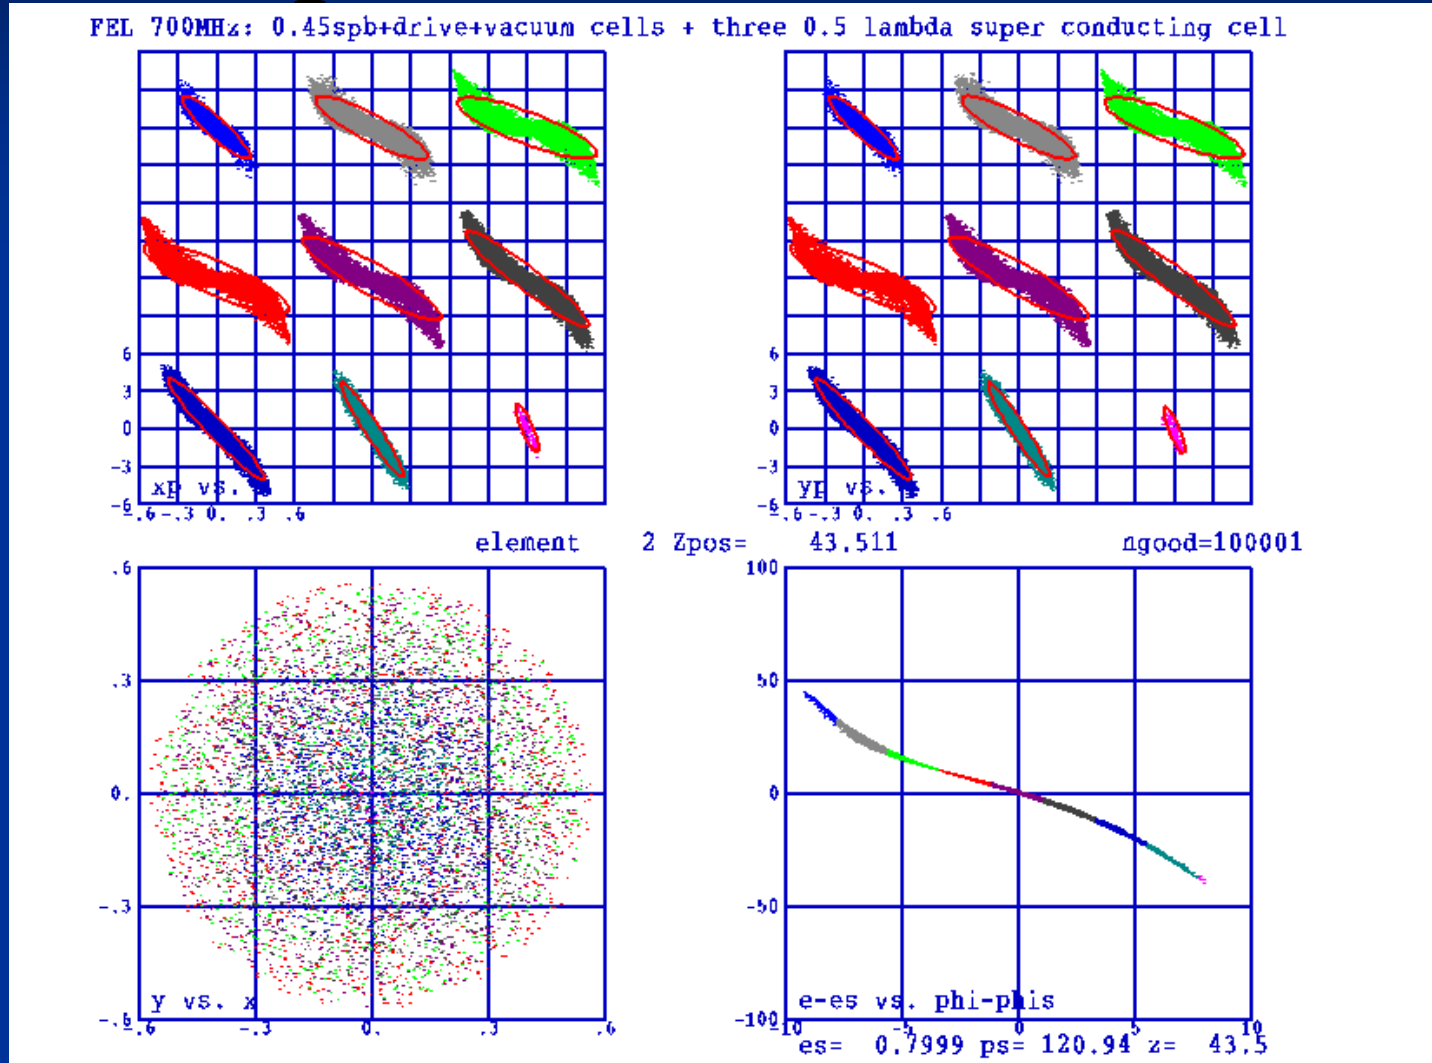 FEL 700MHz: 0.45spb+drive+vacuum cells + three 0.5 lambda super conducting cell
6 6
3 3
0 0
-3 -3
-6 -6
xp vs. yp vs.
-.6 -.3 0. .3 .6 -.6 -.3 0. .3 .6
element 2 Zpos= 43.511 ngood=100001
.6 100
.3 50
0. 0
-.3 -50
y vs. x e-es vs. phi-phis
-.6 -100
-.6 -.3 0. .3 .6 -10 -5 0 5 10
es= 0.7999 ps= 120.94 z= 43.5